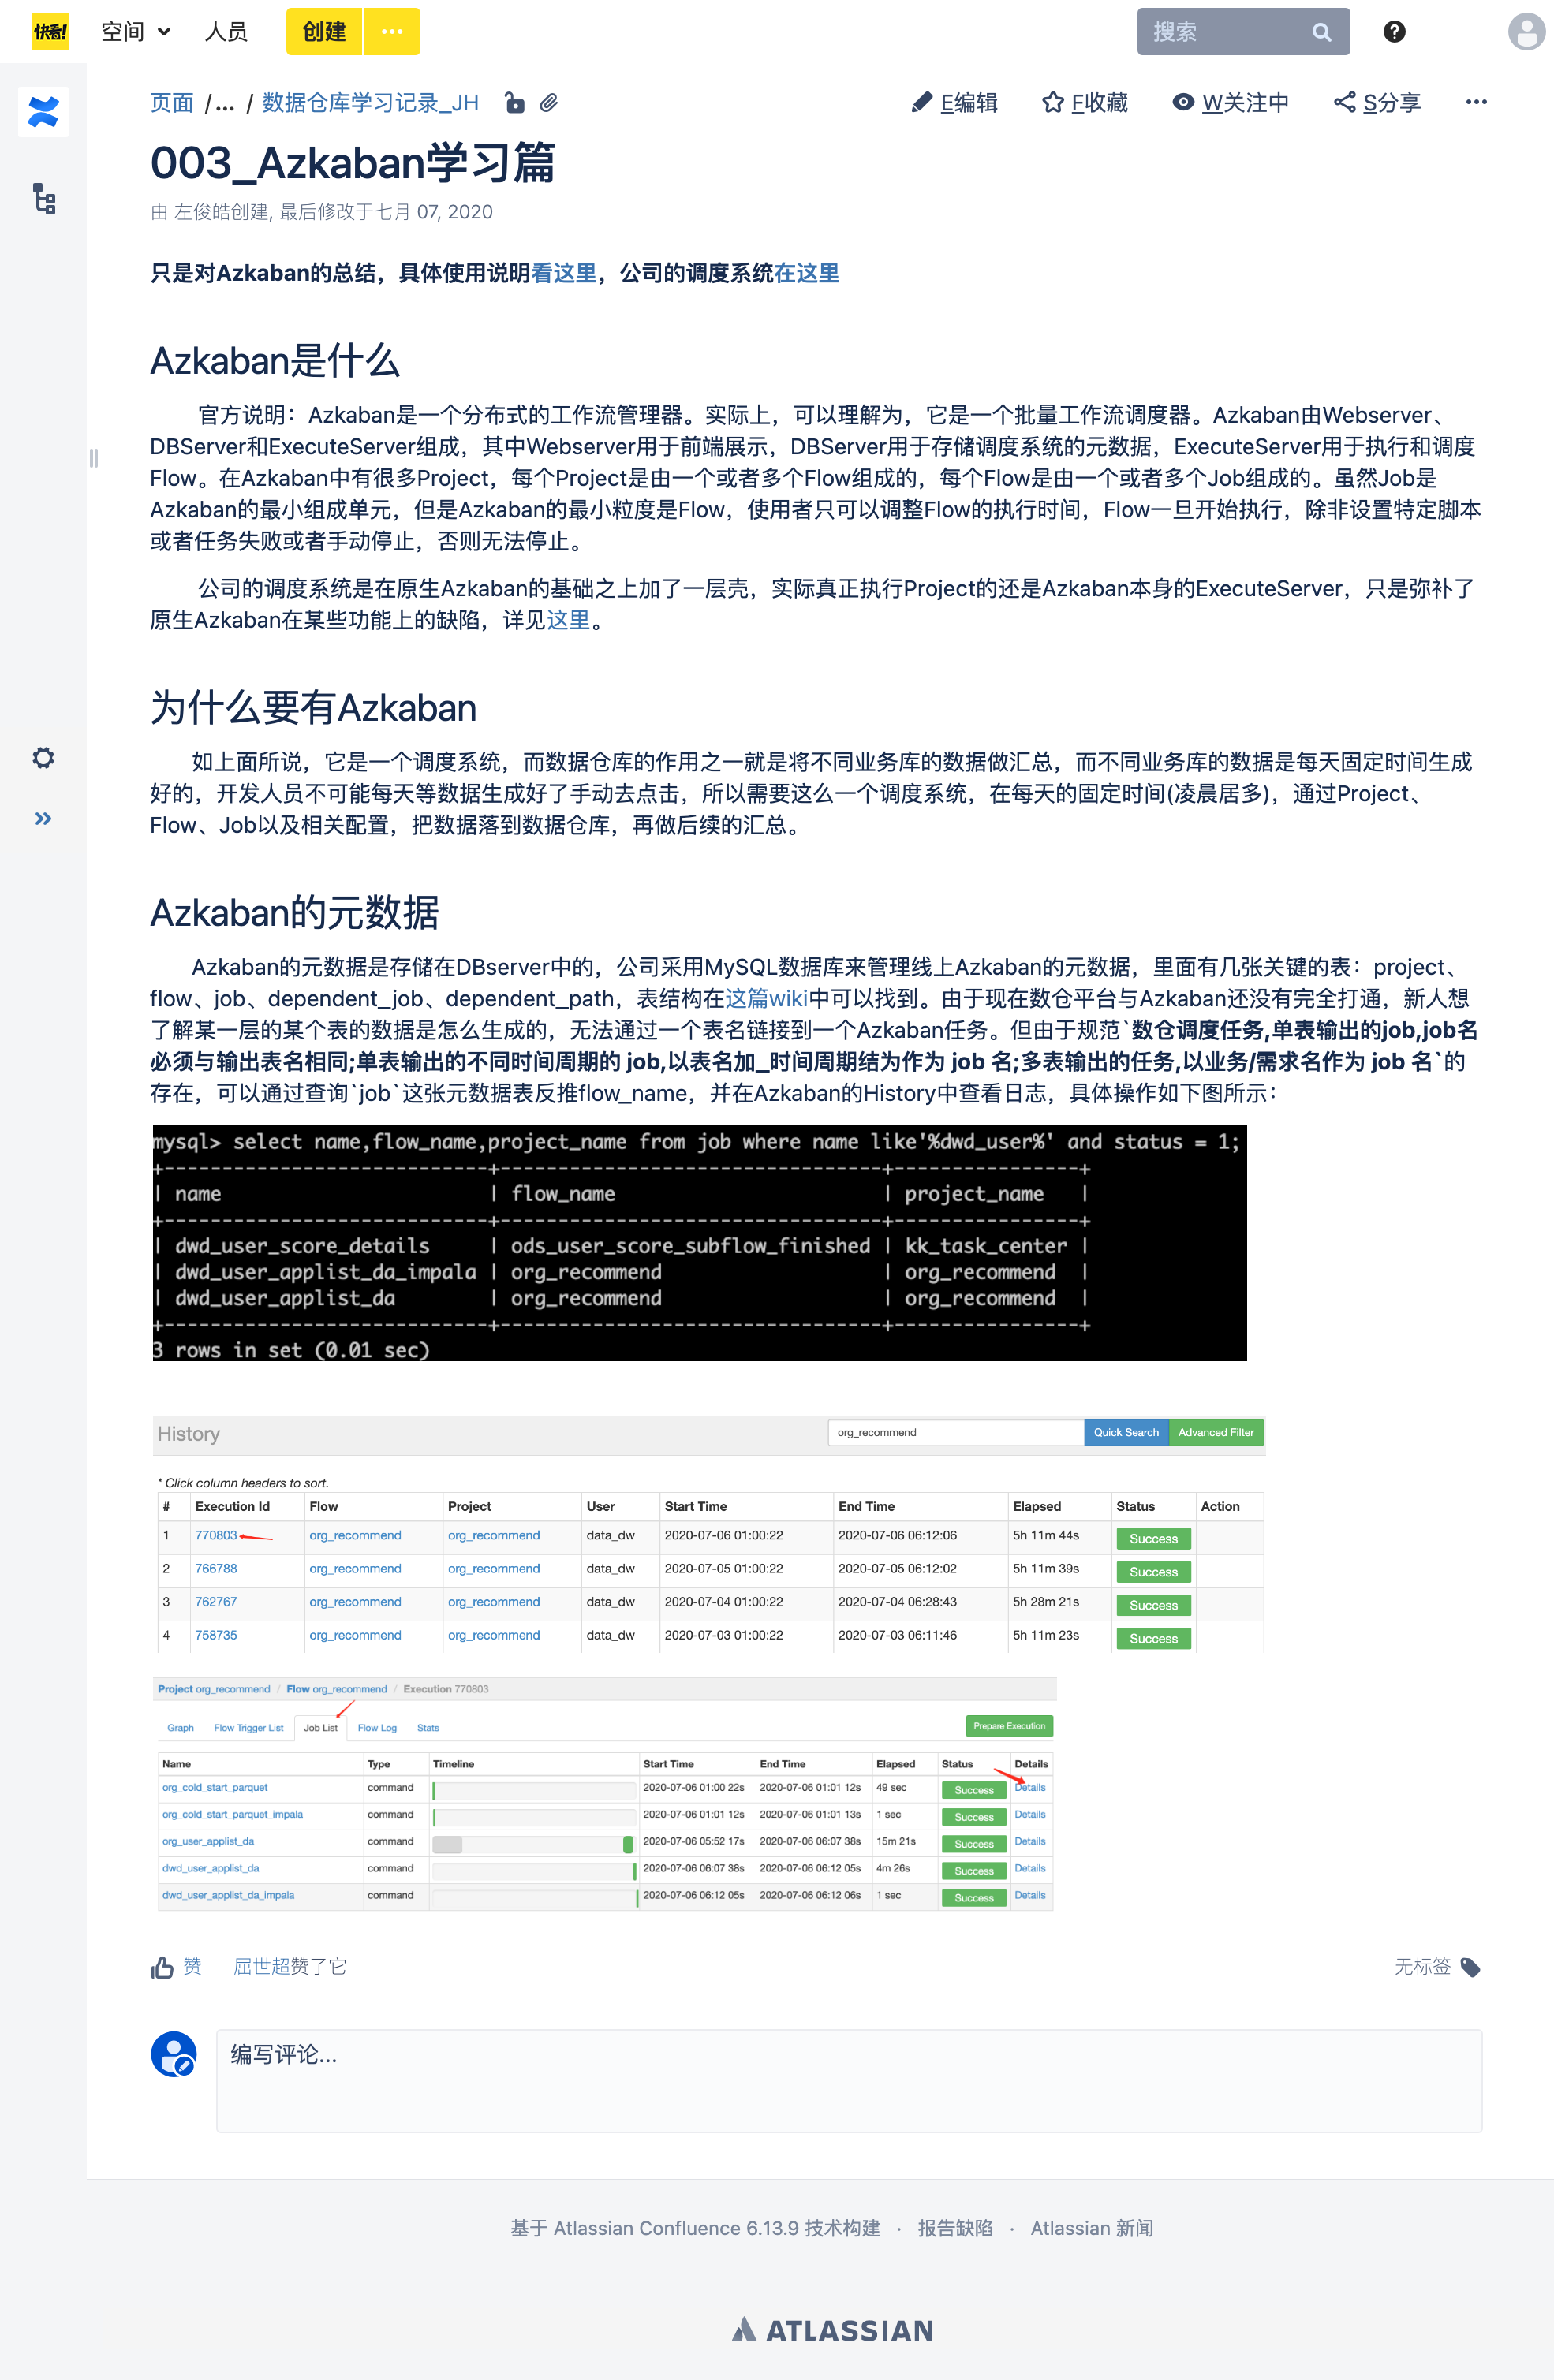 快看!
空间 人员 创建 ··· 搜索
页面 /... / 数据仓库学习记录_JH E编辑 F收藏 W关注中 S分享 ···
003_Azkaban学习篇
由 左俊皓创建, 最后修改于七月 07, 2020
只是对Azkaban的总结，具体使用说明看这里，公司的调度系统在这里
Azkaban是什么
官方说明：Azkaban是一个分布式的工作流管理器。实际上，可以理解为，它是一个批量工作流调度器。Azkaban由Webserver、
DBServer和ExecuteServer组成，其中Webserver用于前端展示，DBServer用于存储调度系统的元数据，ExecuteServer用于执行和调度
Flow。在Azkaban中有很多Project，每个Project是由一个或者多个Flow组成的，每个Flow是由一个或者多个Job组成的。虽然Job是
Azkaban的最小组成单元，但是Azkaban的最小粒度是Flow，使用者只可以调整Flow的执行时间，Flow一旦开始执行，除非设置特定脚本
或者任务失败或者手动停止，否则无法停止。
公司的调度系统是在原生Azkaban的基础之上加了一层壳，实际真正执行Project的还是Azkaban本身的ExecuteServer，只是弥补了
原生Azkaban在某些功能上的缺陷，详见这里。
为什么要有Azkaban
如上面所说，它是一个调度系统，而数据仓库的作用之一就是将不同业务库的数据做汇总，而不同业务库的数据是每天固定时间生成
好的，开发人员不可能每天等数据生成好了手动去点击，所以需要这么一个调度系统，在每天的固定时间(凌晨居多)，通过Project、
Flow、Job以及相关配置，把数据落到数据仓库，再做后续的汇总。
Azkaban的元数据
Azkaban的元数据是存储在DBserver中的，公司采用MySQL数据库来管理线上Azkaban的元数据，里面有几张关键的表：project、
flow、job、dependent_job、dependent_path，表结构在这篇wiki中可以找到。由于现在数仓平台与Azkaban还没有完全打通，新人想
了解某一层的某个表的数据是怎么生成的，无法通过一个表名链接到一个Azkaban任务。但由于规范`数仓调度任务,单表输出的job,job名
必须与输出表名相同;单表输出的不同时间周期的 job,以表名加_时间周期结为作为 job 名;多表输出的任务,以业务/需求名作为 job 名`的
存在，可以通过查询`job`这张元数据表反推flow_name，并在Azkaban的History中查看日志，具体操作如下图所示：
mysql> select name,flow_name,project_name from job where name like'%dwd_user%' and status = 1;
+--------------------------+-------------------------------+---------------+
| name | flow_name | project_name |
+--------------------------+-------------------------------+---------------+
| dwd_user_score_details | ods_user_score_subflow_finished | kk_task_center |
| dwd_user_applist_da_impala | org_recommend | org_recommend |
| dwd_user_applist_da | org_recommend | org_recommend |
+--------------------------+-------------------------------+---------------+
3 rows in set (0.01 sec)
History org_recommend Quick Search Advanced Filter
* Click column headers to sort.
# Execution Id Flow Project User Start Time End Time Elapsed Status Action
1 770803 org_recommend org_recommend data_dw 2020-07-06 01:00:22 2020-07-06 06:12:06 5h 11m 44s Success
2 766788 org_recommend org_recommend data_dw 2020-07-05 01:00:22 2020-07-05 06:12:02 5h 11m 39s Success
3 762767 org_recommend org_recommend data_dw 2020-07-04 01:00:22 2020-07-04 06:28:43 5h 28m 21s Success
4 758735 org_recommend org_recommend data_dw 2020-07-03 01:00:22 2020-07-03 06:11:46 5h 11m 23s Success
Project org_recommend / Flow org_recommend / Execution 770803
Graph Flow Trigger List Job List Flow Log Stats Prepare Execution
Name Type Timeline Start Time End Time Elapsed Status Details
org_cold_start_parquet command 2020-07-06 01:00 22s 2020-07-06 01:01 12s 49 sec Success Details
org_cold_start_parquet_impala command 2020-07-06 01:01 12s 2020-07-06 01:01 13s 1 sec Success Details
org_user_applist_da command 2020-07-06 05:52 17s 2020-07-06 06:07 38s 15m 21s Success Details
dwd_user_applist_da command 2020-07-06 06:07 38s 2020-07-06 06:12 05s 4m 26s Success Details
dwd_user_applist_da_impala command 2020-07-06 06:12 05s 2020-07-06 06:12 06s 1 sec Success Details
赞 屈世超赞了它 无标签
编写评论...
基于 Atlassian Confluence 6.13.9 技术构建 · 报告缺陷 · Atlassian 新闻
ATLASSIAN